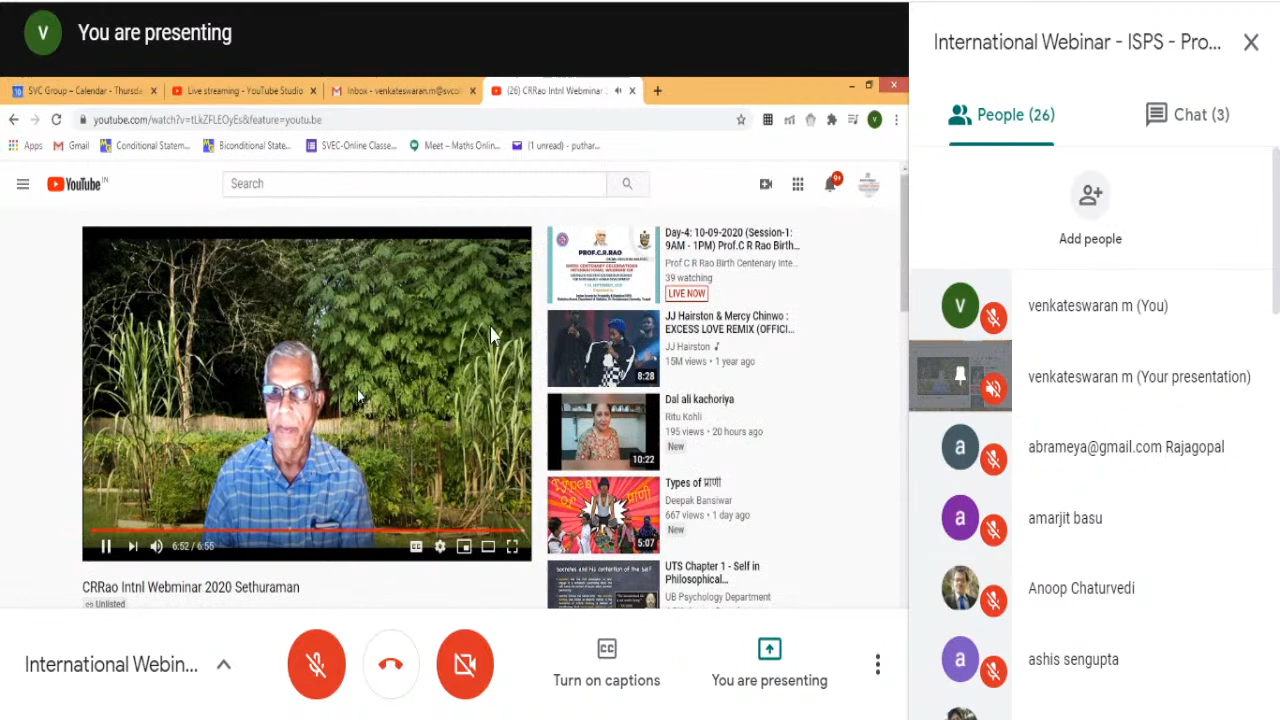 V
You are presenting
SVC Group – Calendar - Thursda
Live streaming - YouTube Studio
Inbox - venkateswaran.m@svco
(26) CRRao Intnl Webminar
youtube.com/watch?v=tLkZFLEOyEs&feature=youtu.be
V
Apps
Gmail
Conditional Statem...
Biconditional State...
SVEC-Online Classe...
Meet – Maths Onlin...
(1 unread) - puthar...
YouTube IN
Search
9+
6:52 / 6:55
CRRao Intnl Webminar 2020 Sethuraman
Unlisted
PROF.C.R.RAO
Day-4: 10-09-2020 (Session-1:
9AM - 1PM) Prof.C R Rao Birth...
Prof C R Rao Birth Centenary Inte...
39 watching
LIVE NOW
8:28
JJ Hairston & Mercy Chinwo :
EXCESS LOVE REMIX (OFFICI...
JJ Hairston
15M views • 1 year ago
10:22
Dal ali kachoriya
Ritu Kohli
195 views • 20 hours ago
New
Types
Of
5:07
Types of प्राणी
Deepak Bansiwar
667 views • 1 day ago
New
UTS Chapter 1 - Self in
Philosophical...
UB Psychology Department
International Webin...
Turn on captions
You are presenting
International Webinar - ISPS - Pro...
People (26)
Chat (3)
Add people
V
venkateswaran m (You)
venkateswaran m (Your presentation)
a
abrameya@gmail.com Rajagopal
a
amarjit basu
Anoop Chaturvedi
a
ashis sengupta